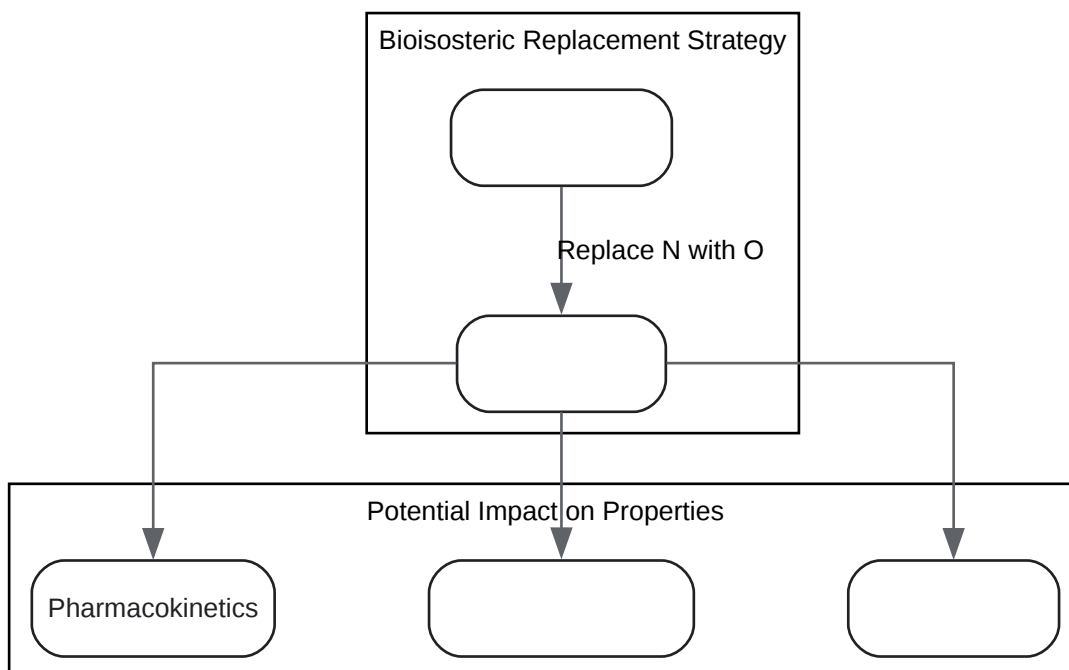 Bioisosteric Replacement Strategy
Replace N with O
Potential Impact on Properties
Pharmacokinetics